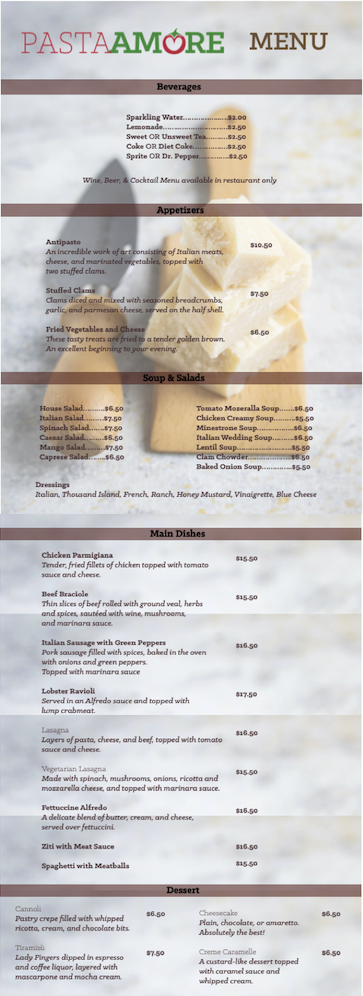 PASTAAMORE MENU
Beverages
Sparkling Water...................$2.00
Lemonade..........................$2.50
Sweet OR Unsweet Tea.........$2.50
Coke OR Diet Coke..............$2.50
Sprite OR Dr. Pepper............$2.50
Wine, Beer, & Cocktail Menu available in restaurant only
Appetizers
Antipasto $10.50
An incredible work of art consisting of Italian meats,
cheese, and marinated vegetables, topped with
two stuffed clams.
Stuffed Clams $7.50
Clams diced and mixed with seasoned breadcrumbs,
garlic, and parmesan cheese, served on the half shell.
Fried Vegetables and Cheese $6.50
These tasty treats are fried to a tender golden brown.
An excellent beginning to your evening.
Soup & Salads
House Salad.........$6.50
Italian Salad........$7.50
Spinach Salad......$7.50
Caesar Salad........$6.50
Mango Salad........$7.50
Caprese Salad.......$6.50
Tomato Mozeralla Soup......$6.50
Chicken Creamy Soup.........$5.50
Minestrone Soup...............$6.50
Italian Wedding Soup.........$6.50
Lentil Soup.......................$5.50
Clam Chowder...................$6.50
Baked Onion Soup..............$5.50
Dressings
Italian, Thousand Island, French, Ranch, Honey Mustard, Vinaigrette, Blue Cheese
Main Dishes
Chicken Parmigiana $15.50
Tender, fried fillets of chicken topped with tomato
sauce and cheese.
Beef Braciole $15.50
Thin slices of beef rolled with ground veal, herbs
and spices, sautéed with wine, mushrooms,
and marinara sauce.
Italian Sausage with Green Peppers $16.50
Pork sausage filled with spices, baked in the oven
with onions and green peppers.
Topped with marinara sauce
Lobster Ravioli $17.50
Served in an Alfredo sauce and topped with
lump crabmeat.
Lasagna $16.50
Layers of pasta, cheese, and beef, topped with tomato
sauce and cheese.
Vegetarian Lasagna $15.50
Made with spinach, mushrooms, onions, ricotta and
mozzarella cheese, and topped with marinara sauce.
Fettuccine Alfredo $16.50
A delicate blend of butter, cream, and cheese,
served over fettuccini.
Ziti with Meat Sauce $16.50
Spaghetti with Meatballs $15.50
Dessert
Cannoli $6.50
Pastry crepe filled with whipped
ricotta, cream, and chocolate bits.
Tiramisù $7.50
Lady Fingers dipped in espresso
and coffee liquor, layered with
mascarpone and mocha cream.
Cheesecake $6.50
Plain, chocolate, or amaretto.
Absolutely the best!
Creme Caramelle $6.50
A custard-like dessert topped
with caramel sauce and
whipped cream.